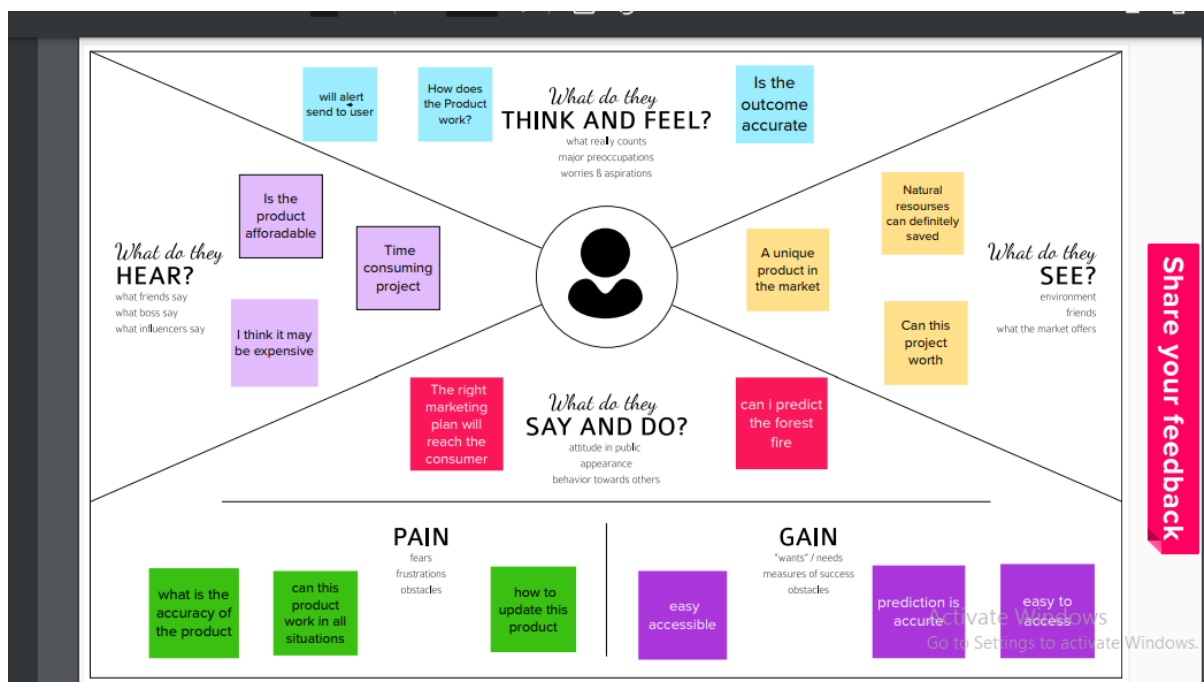 will alert
send to user
How does
the Product
work?
What do they
THINK AND FEEL?
what really counts
major preoccupations
worries & aspirations
Is the
outcome
accurate
What do they
HEAR?
what friends say
what boss say
what influencers say
Is the
product
afforadable
Time
consuming
project
I think it may
be expensive
A unique
product in
the market
Natural
resourses
can definitely
saved
Can this
project
worth
What do they
SEE?
environment
friends
what the market offers
The right
marketing
plan will
reach the
consumer
What do they
SAY AND DO?
attitude in public
appearance
behavior towards others
can i predict
the forest
fire
PAIN
fears
frustrations
obstacles
what is the
accuracy of
the product
can this
product
work in all
situations
how to
update this
product
GAIN
"wants" / needs
measures of success
obstacles
easy
accessible
prediction is
accurte
easy to
access
Share your feedback
Activate Windows
Go to Settings to activate Windows.